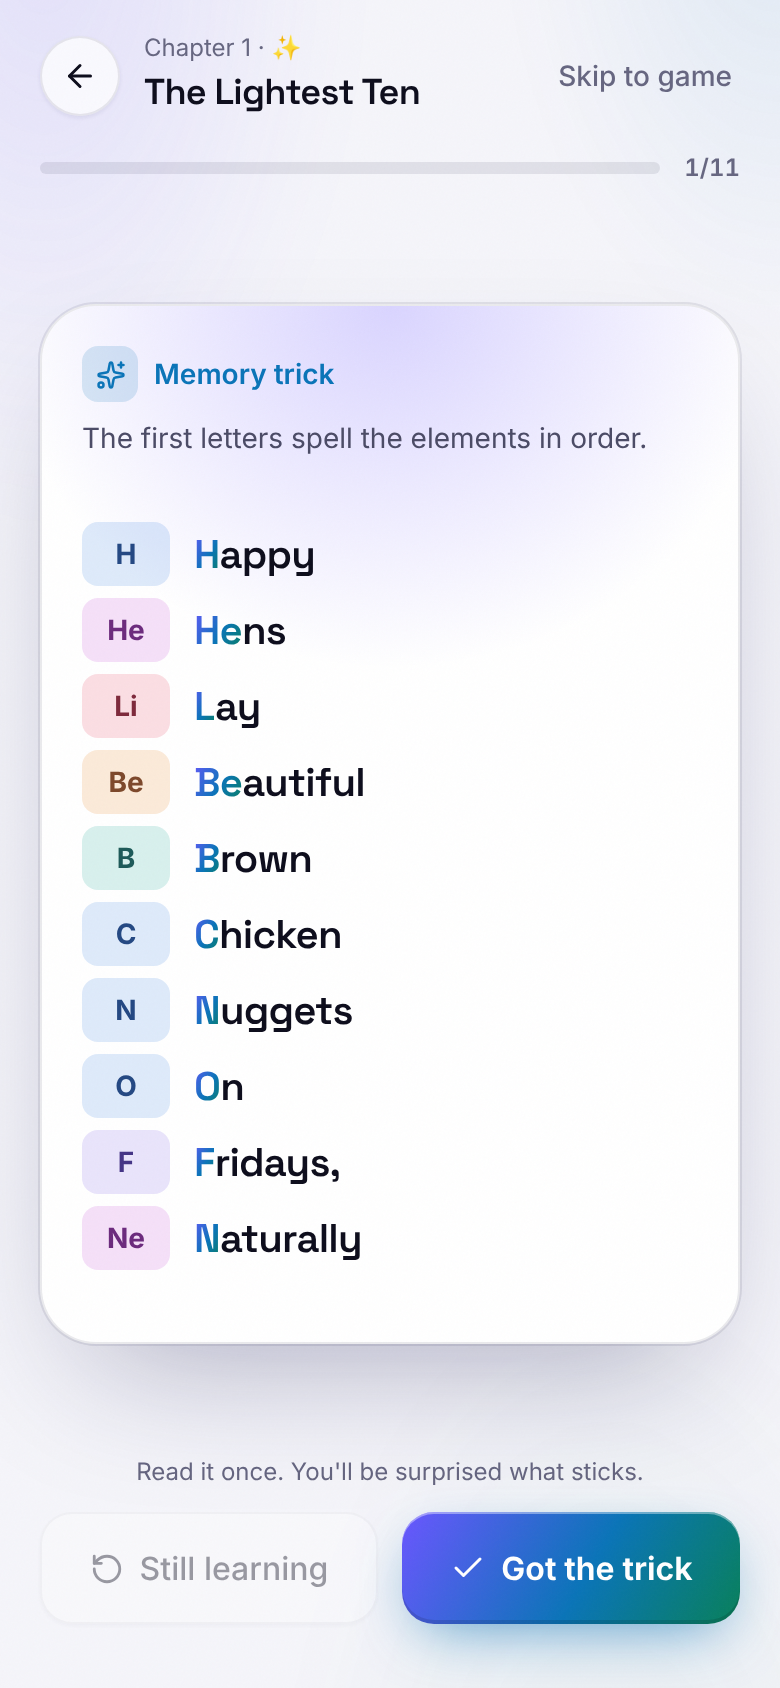 Chapter 1 · ✨
The Lightest Ten
Skip to game
1/11
Memory trick
The first letters spell the elements in order.
H Happy
He Hens
Li Lay
Be Beautiful
B Brown
C Chicken
N Nuggets
O On
F Fridays,
Ne Naturally
Read it once. You'll be surprised what sticks.
Still learning
Got the trick